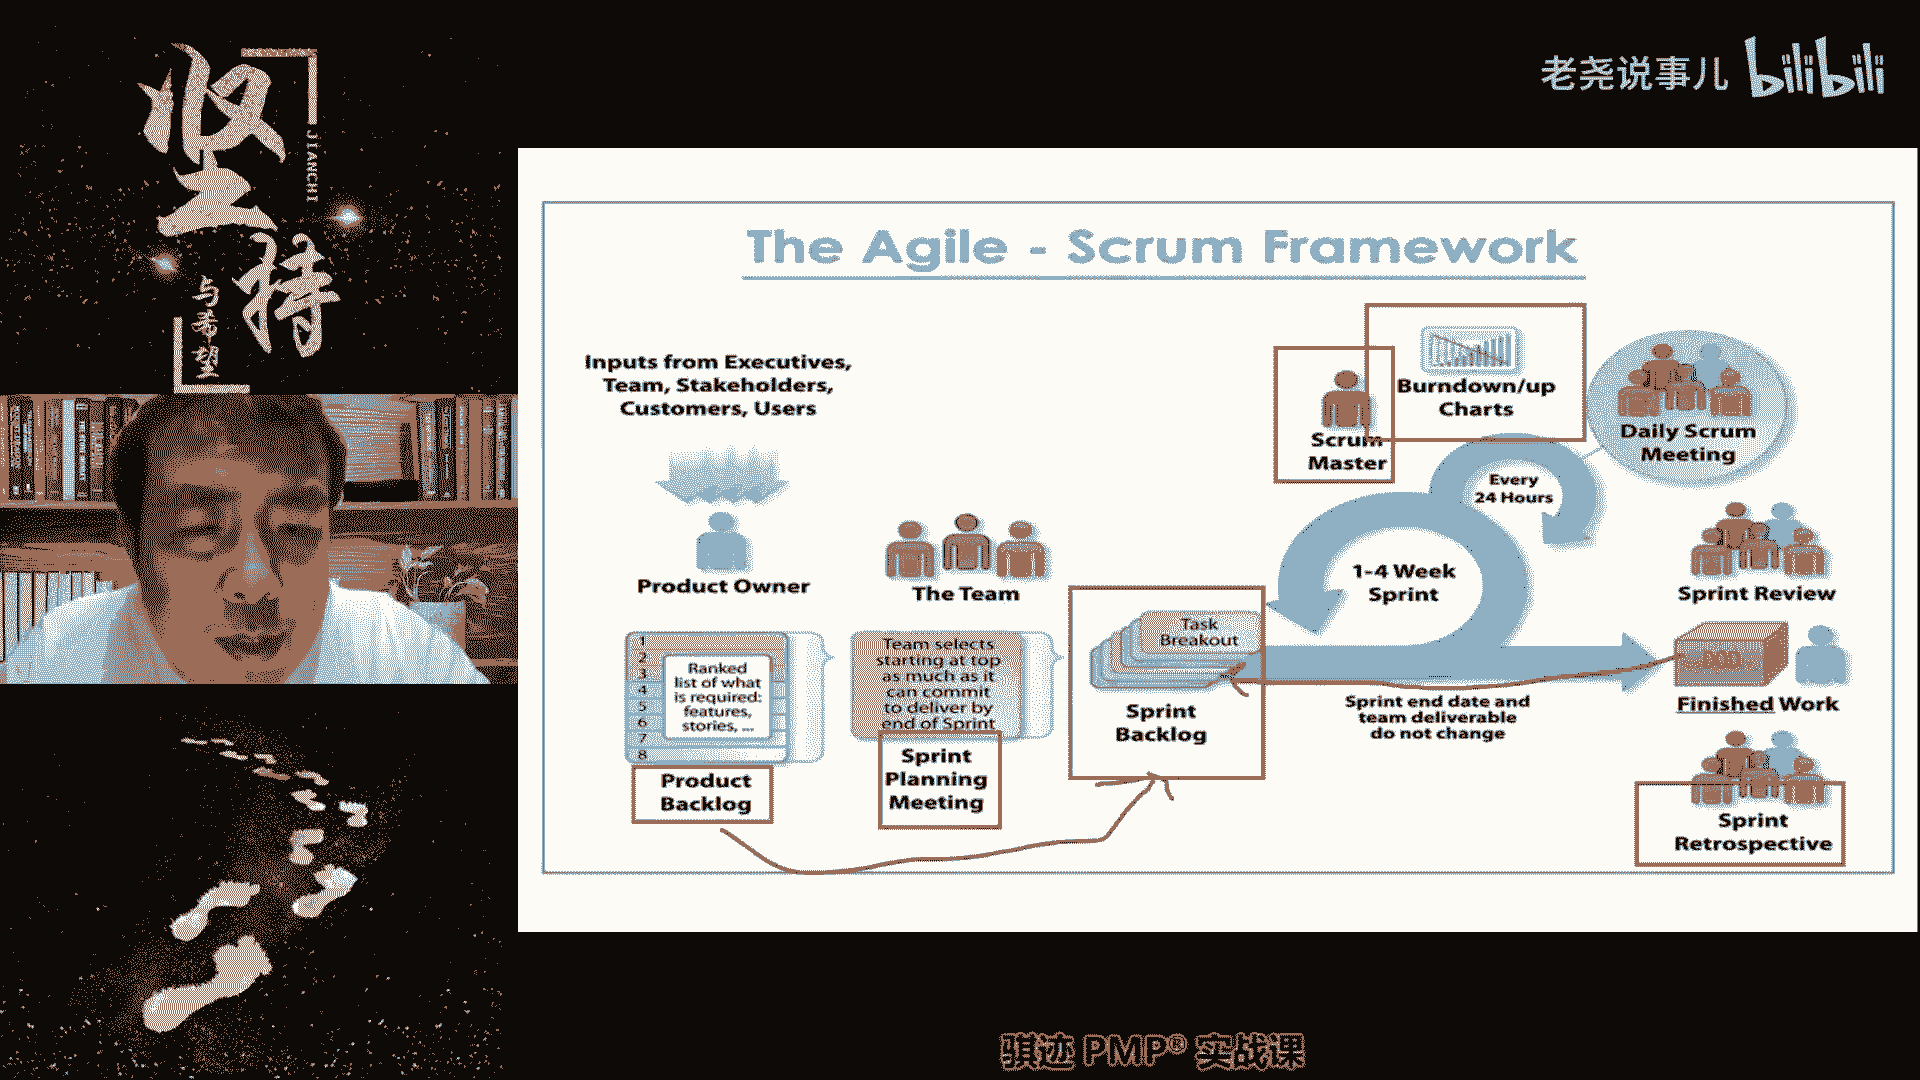 坚持
JIANCHI
与希望
老尧说事儿 bilibili
The Agile - Scrum Framework
Inputs from Executives,
Team, Stakeholders,
Customers, Users
Product Owner
The Team
1
2
3
4
5
6
7
8
Ranked
list of what
is required:
features,
stories, ...
Product
Backlog
Team selects
starting at top
as much as it
can commit
to deliver by
end of Sprint
Sprint
Planning
Meeting
Task
Breakout
Sprint
Backlog
Scrum
Master
Burndown/up
Charts
Every
24 Hours
1-4 Week
Sprint
Daily Scrum
Meeting
Sprint Review
Sprint end date and
team deliverable
do not change
Finished Work
Sprint
Retrospective
骐迹 PMP® 实战课